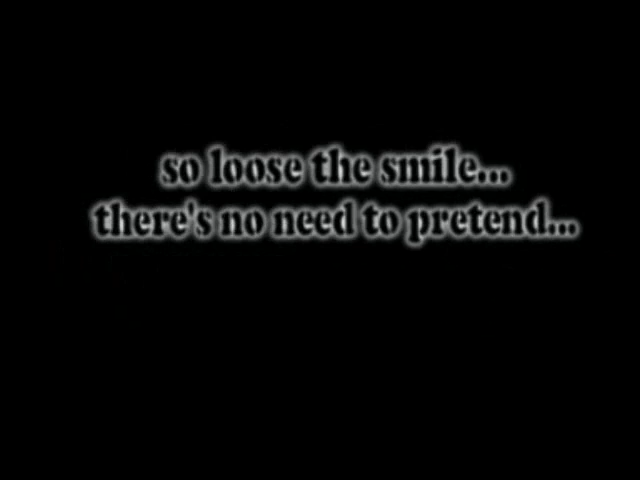 so loose the smile...
there's no need to pretend...